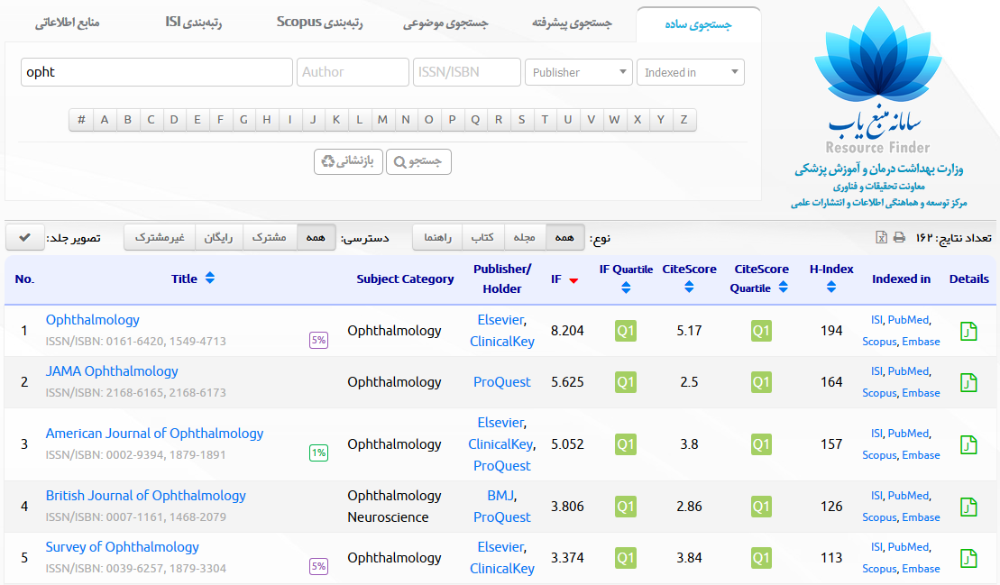 جستجوی ساده
جستجوی پیشرفته
جستجوی موضوعی
رتبه‌بندی Scopus
رتبه‌بندی ISI
منابع اطلاعاتی
opht
Author
ISSN/ISBN
Publisher
Indexed in
# A B C D E F G H I J K L M N O P Q R S T U V W X Y Z
جستجو
بازنشانی
سامانه منبع یاب
Resource Finder
وزارت بهداشت درمان و آموزش پزشکی
معاونت تحقیقات و فناوری
مرکز توسعه و هماهنگی اطلاعات و انتشارات علمی
تعداد نتایج: ۱۶۲
نوع: همه مجله کتاب راهنما
دسترسی: همه مشترک رایگان غیرمشترک
تصویر جلد:
No. Title Subject Category Publisher/ Holder IF IF Quartile CiteScore CiteScore Quartile H-Index Indexed in Details
1 Ophthalmology
ISSN/ISBN: 0161-6420, 1549-4713
5%
Ophthalmology
Elsevier,
ClinicalKey
8.204 Q1 5.17 Q1 194
ISI, PubMed,
Scopus, Embase
2 JAMA Ophthalmology
ISSN/ISBN: 2168-6165, 2168-6173
Ophthalmology
ProQuest
5.625 Q1 2.5 Q1 164
ISI, PubMed,
Scopus, Embase
3 American Journal of Ophthalmology
ISSN/ISBN: 0002-9394, 1879-1891
1%
Ophthalmology
Elsevier,
ClinicalKey,
ProQuest
5.052 Q1 3.8 Q1 157
ISI, PubMed,
Scopus, Embase
4 British Journal of Ophthalmology
ISSN/ISBN: 0007-1161, 1468-2079
Ophthalmology
Neuroscience
BMJ,
ProQuest
3.806 Q1 2.86 Q1 126
ISI, PubMed,
Scopus, Embase
5 Survey of Ophthalmology
ISSN/ISBN: 0039-6257, 1879-3304
5%
Ophthalmology
Elsevier,
ClinicalKey
3.374 Q1 3.84 Q1 113
ISI, PubMed,
Scopus, Embase